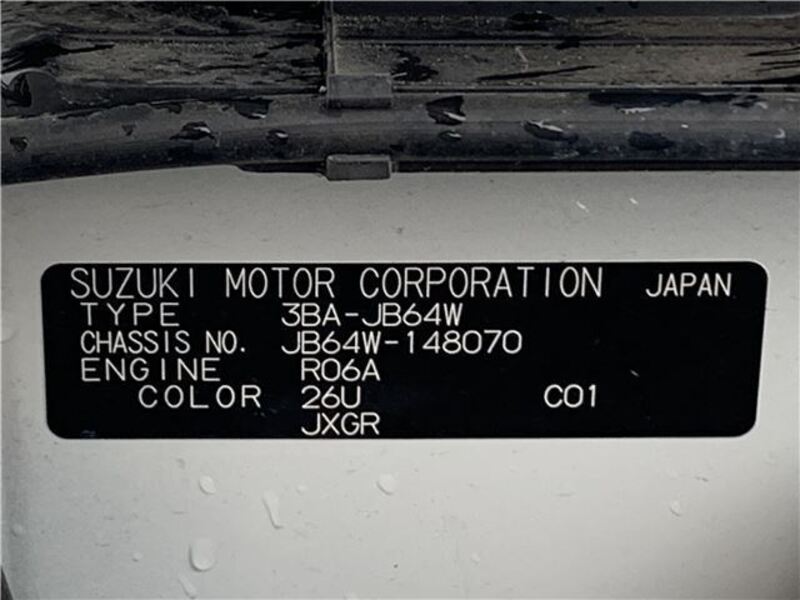 SUZUKI MOTOR CORPORATION JAPAN
TYPE 3BA-JB64W
CHASSIS NO. JB64W-148070
ENGINE R06A
COLOR 26U C01
JXGR